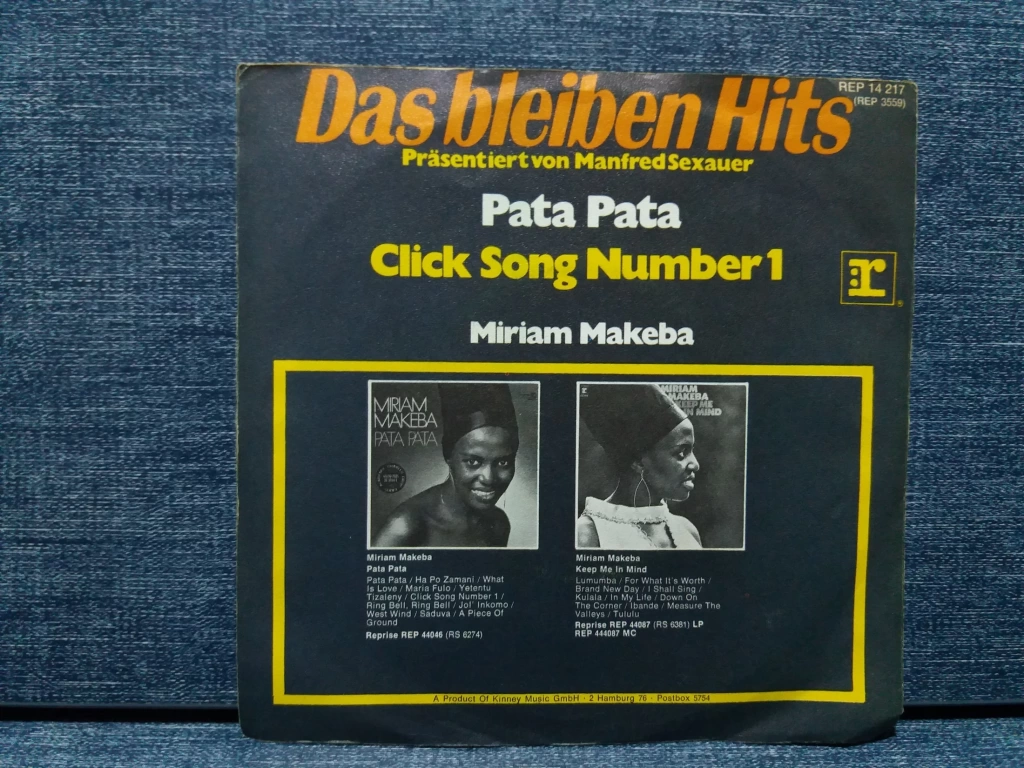 Das bleiben Hits
REP 14 217
(REP 3559)
Präsentiert von Manfred Sexauer
Pata Pata
Click Song Number 1
:r
®
Miriam Makeba
MIRIAM
MAKEBA
PATA PATA
MIRIAM
MAKEBA
KEEP ME
IN MIND
Miriam Makeba
Pata Pata
Pata Pata / Ha Po Zamani / What
Is Love / Maria Fulo / Yetentu
Tizaleny / Click Song Number 1 /
Ring Bell, Ring Bell / Jol' Inkomo /
West Wind / Saduva / A Piece Of
Ground
Reprise REP 44046 (RS 6274)
Miriam Makeba
Keep Me In Mind
Lumumba / For What It's Worth /
Brand New Day / I Shall Sing /
Kulala / In My Life / Down On
The Corner / Ibande / Measure The
Valleys / Tululu
Reprise REP 44087 (RS 6381) LP
REP 444087 MC
A Product Of Kinney Music GmbH · 2 Hamburg 76 · Postbox 5754